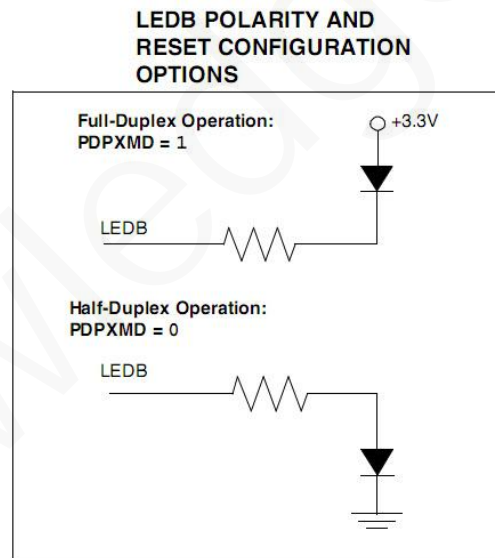 LEDB POLARITY AND
RESET CONFIGURATION
OPTIONS
Full-Duplex Operation:
PDPXMD = 1
+3.3V
LEDB
Half-Duplex Operation:
PDPXMD = 0
LEDB